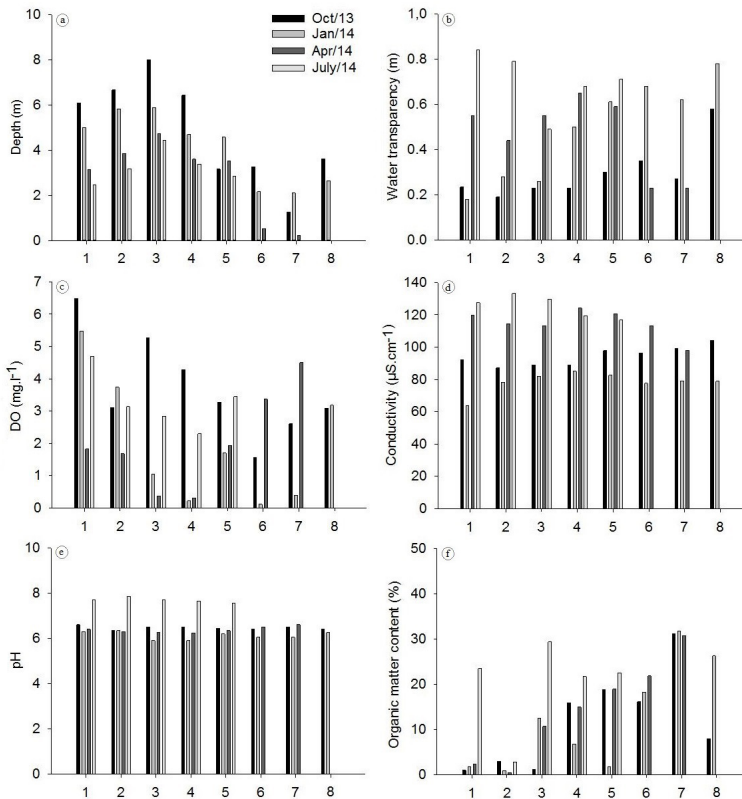 a
Oct/13
Jan/14
Apr/14
July/14
Depth (m)
10
8
6
4
2
0
1 2 3 4 5 6 7 8
b
Water transparency (m)
1.0
0.8
0.6
0.4
0.2
0.0
1 2 3 4 5 6 7 8
c
DO (mg.l-1)
7
6
5
4
3
2
1
0
1 2 3 4 5 6 7 8
d
Conductivity (µS.cm-1)
140
120
100
80
60
40
20
0
1 2 3 4 5 6 7 8
e
pH
10
8
6
4
2
0
1 2 3 4 5 6 7 8
f
Organic matter content (%)
50
40
30
20
10
0
1 2 3 4 5 6 7 8